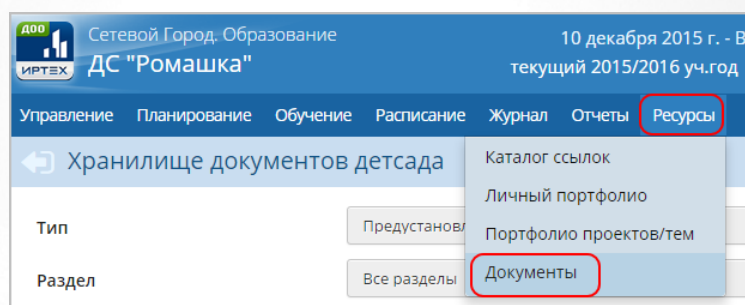 ДОО
ИРТЕХ
Сетевой Город. Образование
ДС "Ромашка"
10 декабря 2015 г. - В
текущий 2015/2016 уч.год
Управление Планирование Обучение Расписание Журнал Отчеты Ресурсы
Хранилище документов детсада
Каталог ссылок
Личный портфолио
Портфолио проектов/тем
Документы
Тип
Предустановл
Раздел
Все разделы